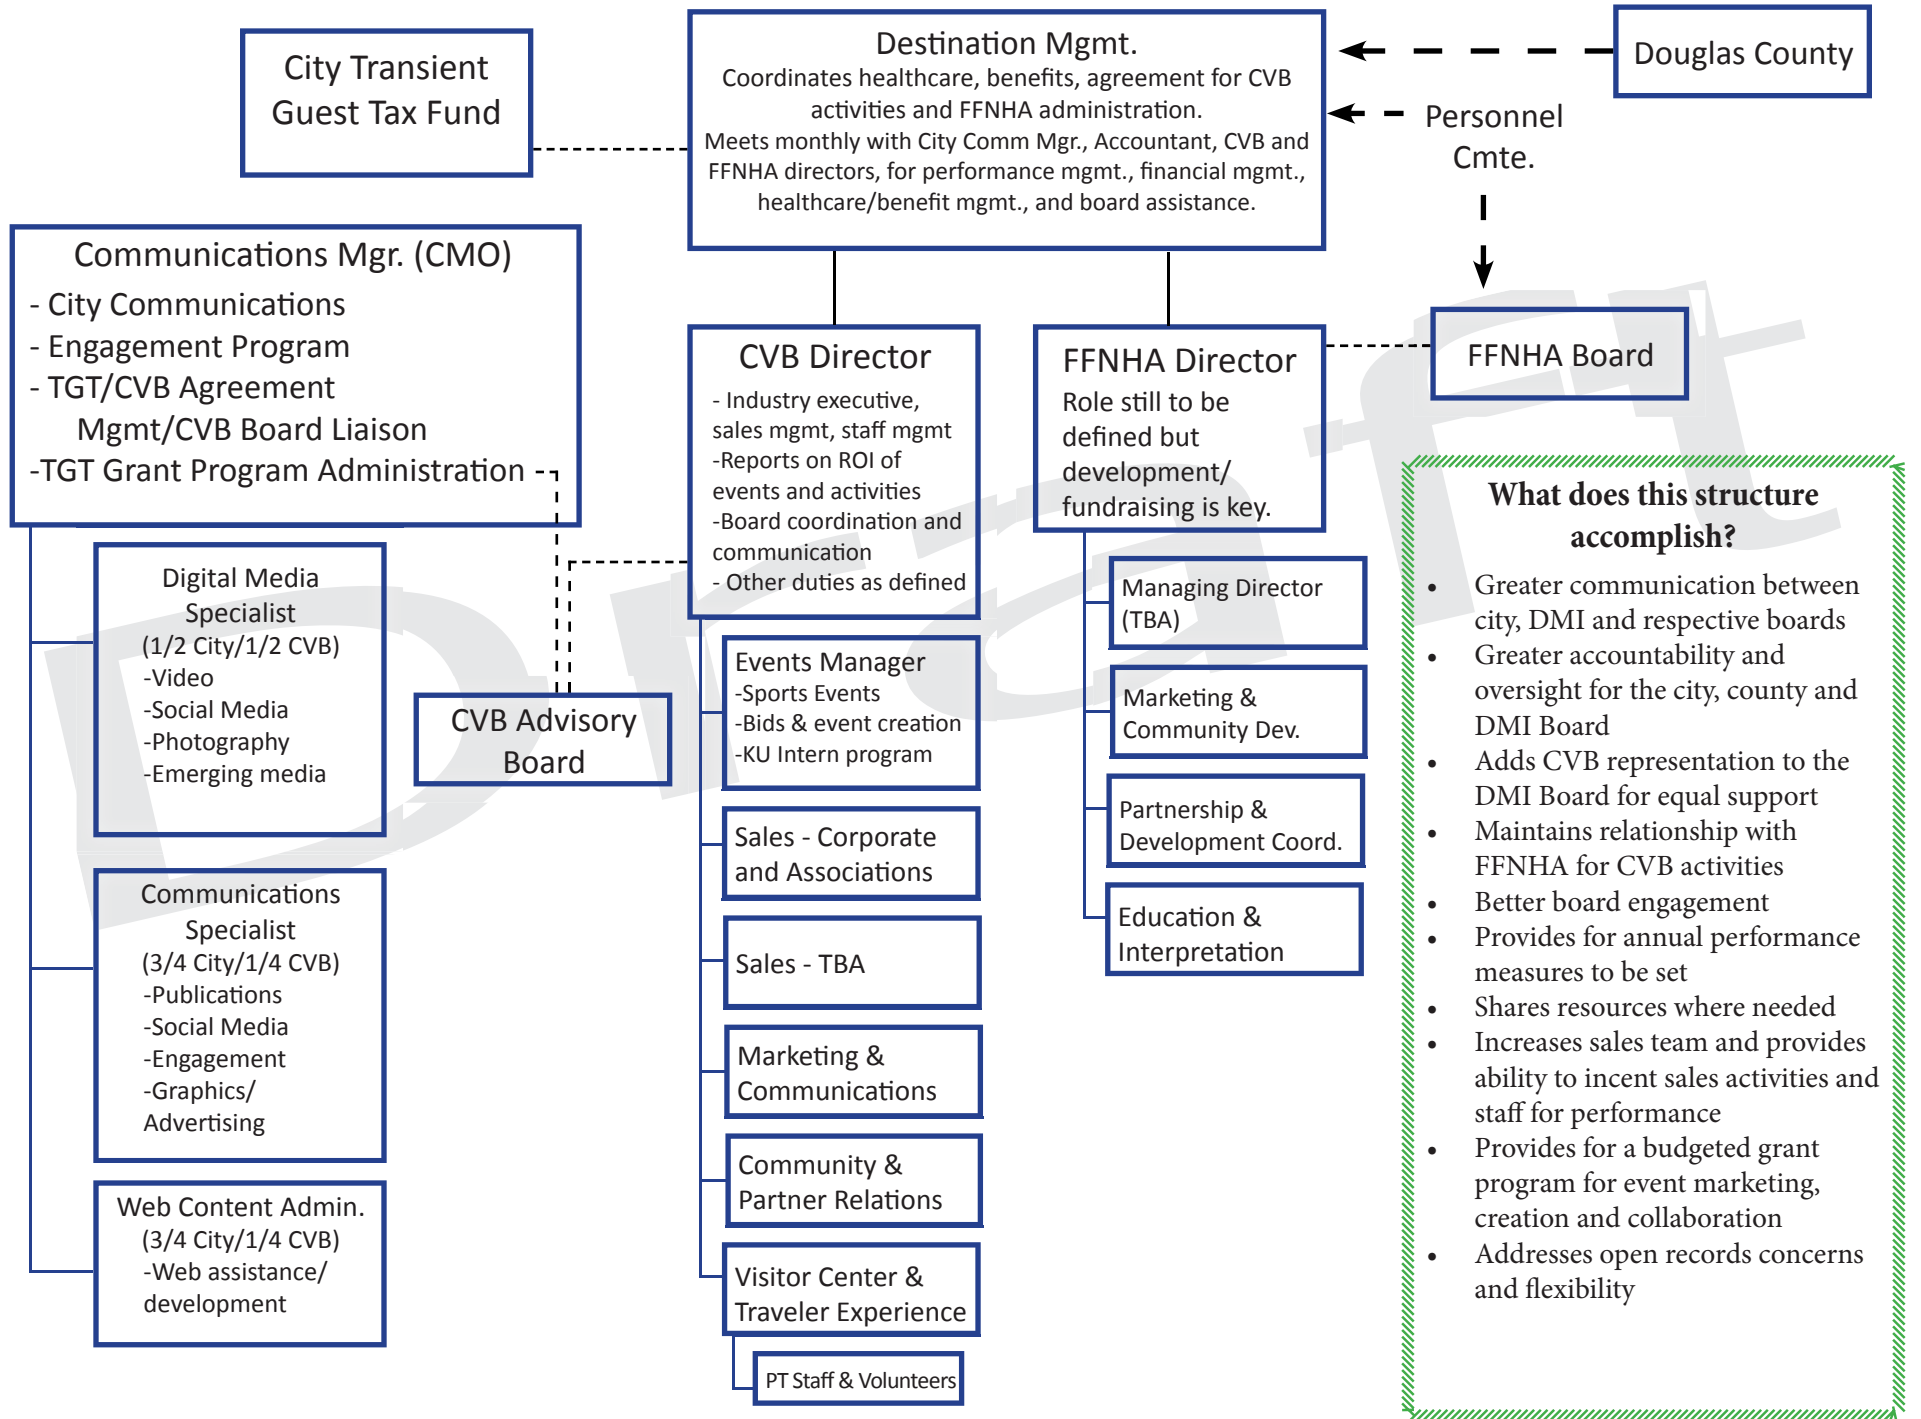 City Transient
Guest Tax Fund
Destination Mgmt.
Coordinates healthcare, benefits, agreement for CVB
activities and FFNHA administration.
Meets monthly with City Comm Mgr., Accountant, CVB and
FFNHA directors, for performance mgmt., financial mgmt.,
healthcare/benefit mgmt., and board assistance.
Douglas County
Personnel
Cmte.
Communications Mgr. (CMO)
- City Communications
- Engagement Program
- TGT/CVB Agreement
Mgmt/CVB Board Liaison
-TGT Grant Program Administration
CVB Director
- Industry executive,
sales mgmt, staff mgmt
-Reports on ROI of
events and activities
-Board coordination and
communication
- Other duties as defined
FFNHA Director
Role still to be
defined but
development/
fundraising is key.
FFNHA Board
Digital Media
Specialist
(1/2 City/1/2 CVB)
-Video
-Social Media
-Photography
-Emerging media
Communications
Specialist
(3/4 City/1/4 CVB)
-Publications
-Social Media
-Engagement
-Graphics/
Advertising
Web Content Admin.
(3/4 City/1/4 CVB)
-Web assistance/
development
CVB Advisory
Board
Events Manager
-Sports Events
-Bids & event creation
-KU Intern program
Sales - Corporate
and Associations
Sales - TBA
Marketing &
Communications
Community &
Partner Relations
Visitor Center &
Traveler Experience
PT Staff & Volunteers
Managing Director
(TBA)
Marketing &
Community Dev.
Partnership &
Development Coord.
Education &
Interpretation
What does this structure
accomplish?
• Greater communication between
city, DMI and respective boards
• Greater accountability and
oversight for the city, county and
DMI Board
• Adds CVB representation to the
DMI Board for equal support
• Maintains relationship with
FFNHA for CVB activities
• Better board engagement
• Provides for annual performance
measures to be set
• Shares resources where needed
• Increases sales team and provides
ability to incent sales activities and
staff for performance
• Provides for a budgeted grant
program for event marketing,
creation and collaboration
• Addresses open records concerns
and flexibility
Draft